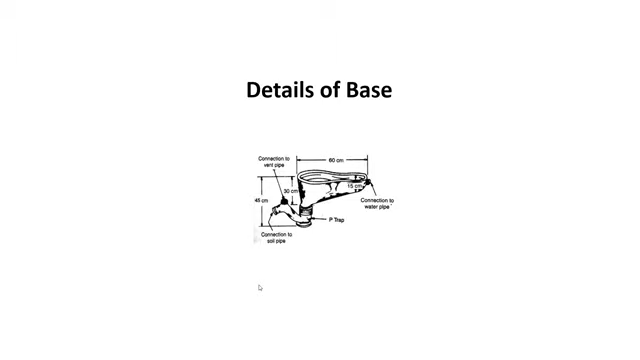 Details of Base
Connection to
vent pipe
60 cm
30 cm
15 cm
45 cm
Connection to
water pipe
P Trap
Connection to
soil pipe